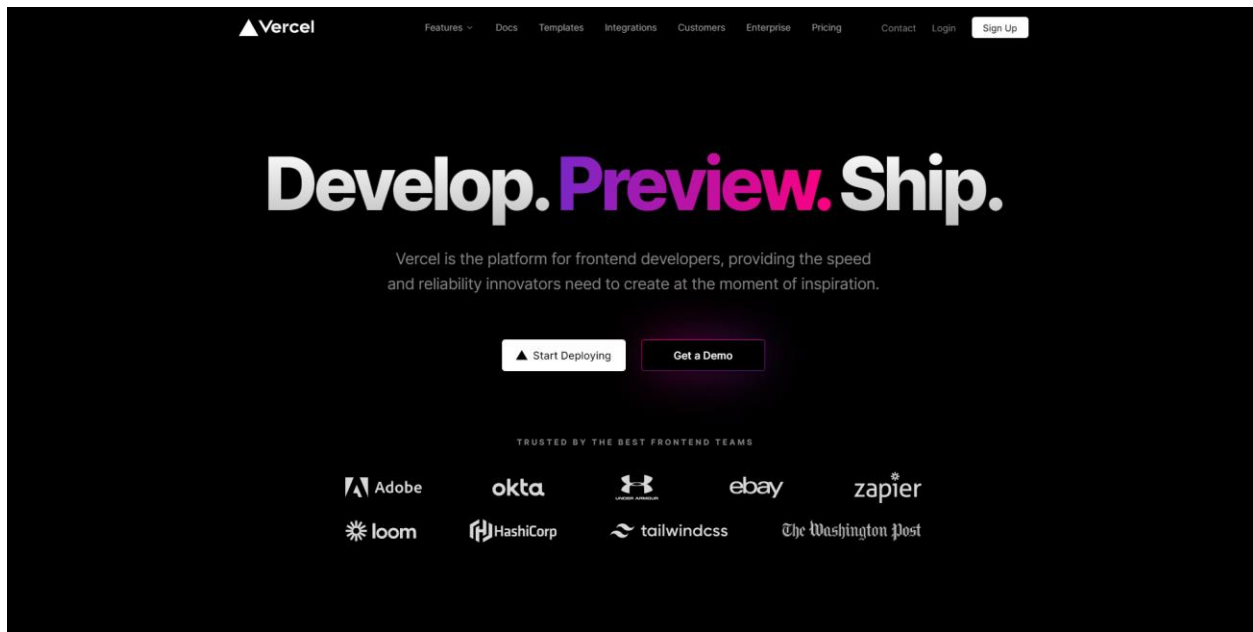 Vercel Features Docs Templates Integrations Customers Enterprise Pricing Contact Login Sign Up
Develop. Preview. Ship.
Vercel is the platform for frontend developers, providing the speed
and reliability innovators need to create at the moment of inspiration.
Start Deploying Get a Demo
TRUSTED BY THE BEST FRONTEND TEAMS
Adobe okta UNDER ARMOUR ebay zapier
loom HashiCorp tailwindcss The Washington Post